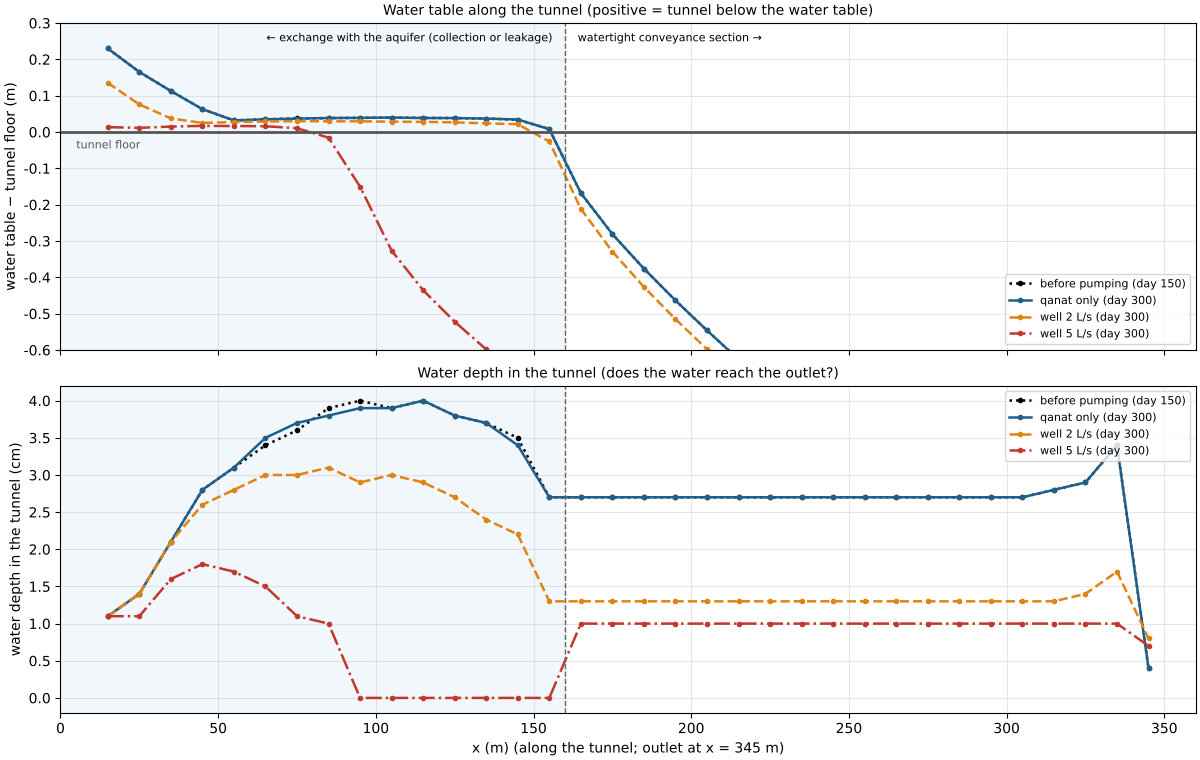 Water table along the tunnel (positive = tunnel below the water table)
← exchange with the aquifer (collection or leakage)
watertight conveyance section →
water table − tunnel floor (m)
0.3
0.2
0.1
0.0
-0.1
-0.2
-0.3
-0.4
-0.5
-0.6
tunnel floor
before pumping (day 150)
qanat only (day 300)
well 2 L/s (day 300)
well 5 L/s (day 300)
Water depth in the tunnel (does the water reach the outlet?)
water depth in the tunnel (cm)
4.0
3.5
3.0
2.5
2.0
1.5
1.0
0.5
0.0
before pumping (day 150)
qanat only (day 300)
well 2 L/s (day 300)
well 5 L/s (day 300)
0 50 100 150 200 250 300 350
x (m) (along the tunnel; outlet at x = 345 m)